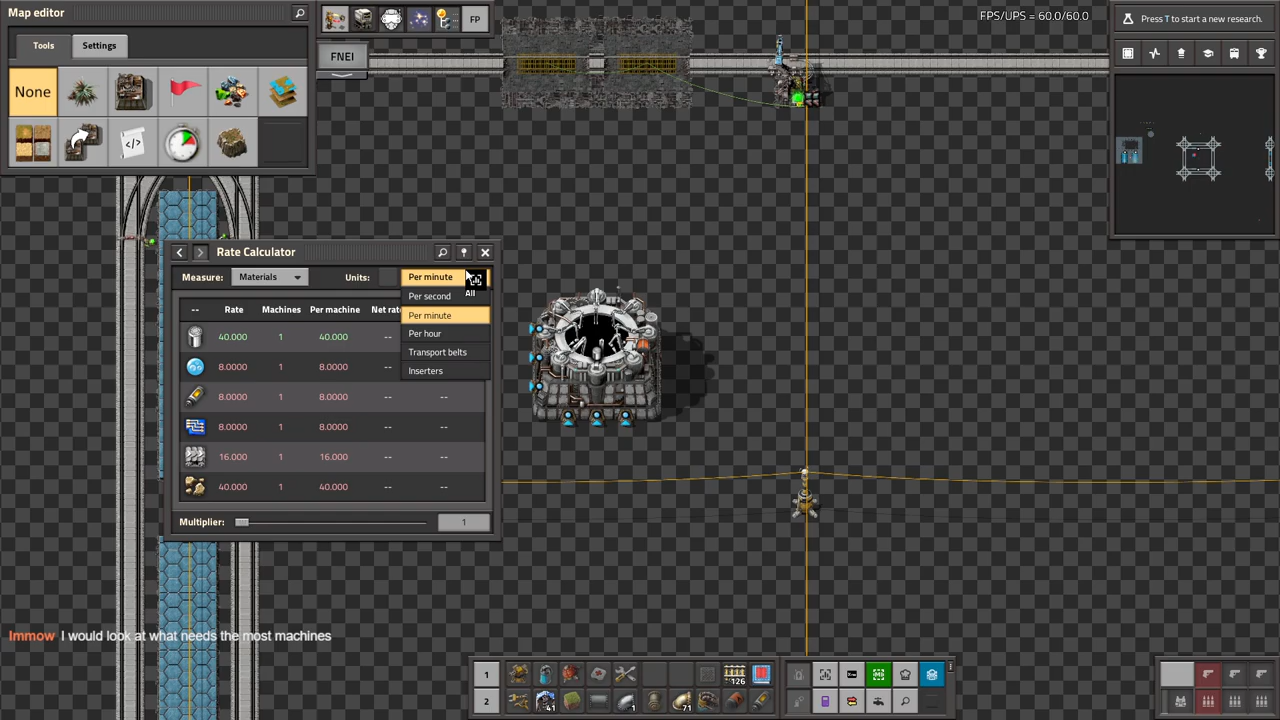 Map editor
Tools Settings
None
FP
FNEI
FPS/UPS = 60.0/60.0
Press T to start a new research.
Rate Calculator
Measure: Materials Units: Per minute
All
Per second
Per minute
Per hour
Transport belts
Inserters
-- Rate Machines Per machine Net rat
40.000 1 40.000 --
8.0000 1 8.0000 -- --
8.0000 1 8.0000 -- --
8.0000 1 8.0000 -- --
16.000 1 16.000 -- --
40.000 1 40.000 -- --
Multiplier: 1
Immow I would look at what needs the most machines
1 126
2 41 1 71